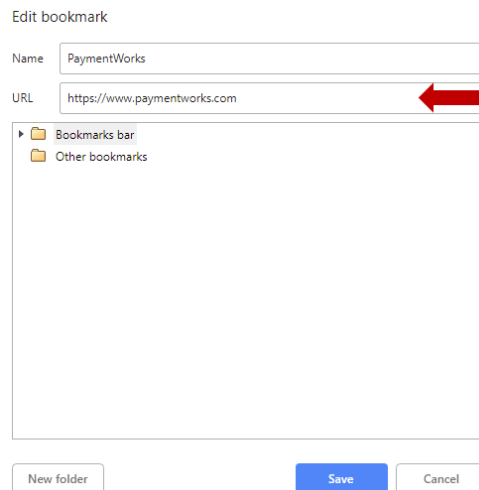 Edit bookmark
Name PaymentWorks
URL https://www.paymentworks.com
Bookmarks bar
Other bookmarks
New folder Save Cancel